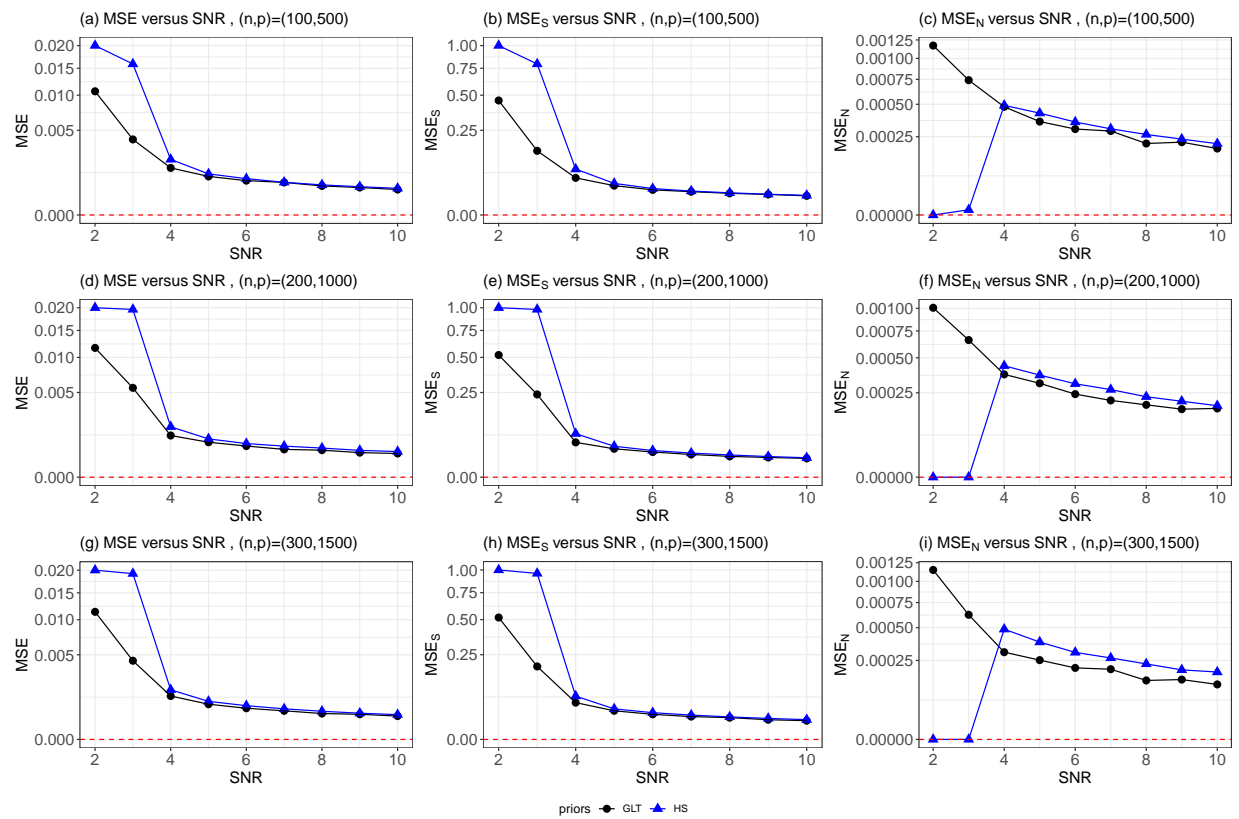 (a) MSE versus SNR , (n,p)=(100,500)
MSE
0.020
0.015
0.010
0.005
0.000
2 4 6 8 10
SNR
(b) MSE_S versus SNR , (n,p)=(100,500)
MSE_S
1.00
0.75
0.50
0.25
0.00
2 4 6 8 10
SNR
(c) MSE_N versus SNR , (n,p)=(100,500)
MSE_N
0.00125
0.00100
0.00075
0.00050
0.00025
0.00000
2 4 6 8 10
SNR
(d) MSE versus SNR , (n,p)=(200,1000)
MSE
0.020
0.015
0.010
0.005
0.000
2 4 6 8 10
SNR
(e) MSE_S versus SNR , (n,p)=(200,1000)
MSE_S
1.00
0.75
0.50
0.25
0.00
2 4 6 8 10
SNR
(f) MSE_N versus SNR , (n,p)=(200,1000)
MSE_N
0.00100
0.00075
0.00050
0.00025
0.00000
2 4 6 8 10
SNR
(g) MSE versus SNR , (n,p)=(300,1500)
MSE
0.020
0.015
0.010
0.005
0.000
2 4 6 8 10
SNR
(h) MSE_S versus SNR , (n,p)=(300,1500)
MSE_S
1.00
0.75
0.50
0.25
0.00
2 4 6 8 10
SNR
(i) MSE_N versus SNR , (n,p)=(300,1500)
MSE_N
0.00125
0.00100
0.00075
0.00050
0.00025
0.00000
2 4 6 8 10
SNR
priors GLT HS